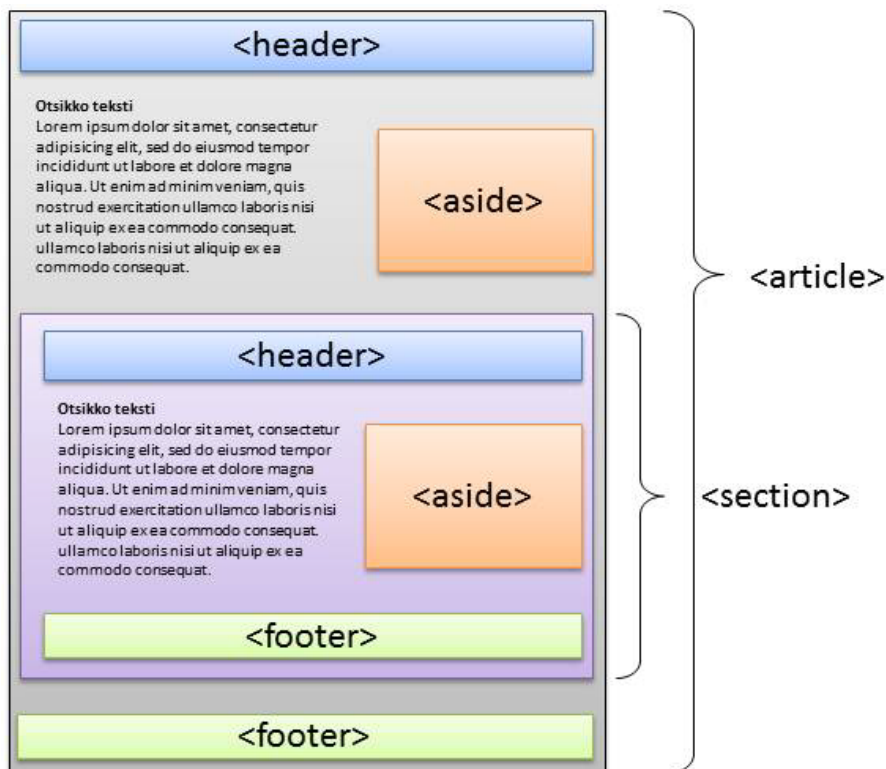 <header>
Otsikko teksti
Lorem ipsum dolor sit amet, consectetur
adipisicing elit, sed do eiusmod tempor
incididunt ut labore et dolore magna
aliqua. Ut enim ad minim veniam, quis
nostrud exercitation ullamco laboris nisi
ut aliquip ex ea commodo consequat.
ullamco laboris nisi ut aliquip ex ea
commodo consequat.
<aside>
<article>
<header>
Otsikko teksti
Lorem ipsum dolor sit amet, consectetur
adipisicing elit, sed do eiusmod tempor
incididunt ut labore et dolore magna
aliqua. Ut enim ad minim veniam, quis
nostrud exercitation ullamco laboris nisi
ut aliquip ex ea commodo consequat.
ullamco laboris nisi ut aliquip ex ea
commodo consequat.
<aside>
<section>
<footer>
<footer>